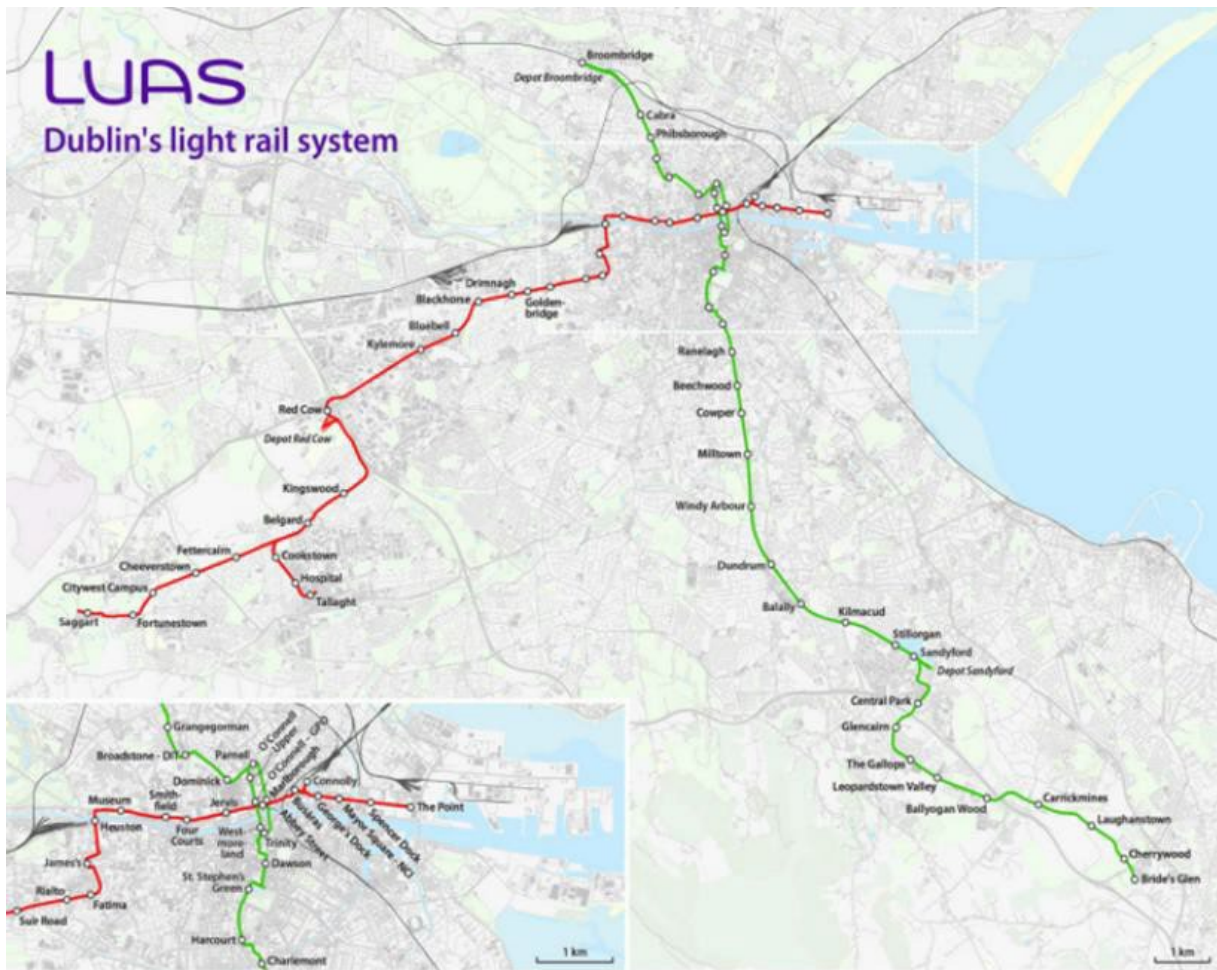 LUAS
Dublin's light rail system
Broombridge
Depot Broombridge
Cabra
Phibsborough
Drimnagh
Blackhorse
Golden-
bridge
Bluebell
Kylemore
Ranelagh
Beechwood
Red Cow
Cowper
Depot Red Cow
Milltown
Kingswood
Windy Arbour
Belgard
Fettercairn
Cookstown
Cheeverstown
Dundrum
Hospital
Citywest Campus
Tallaght
Balally
Kilmacud
Saggart
Fortunestown
Stillorgan
Sandyford
Depot Sandyford
Central Park
Glencairn
The Gallops
Leopardstown Valley
Ballyogan Wood
Carrickmines
Laughanstown
Cherrywood
Bride's Glen
1 km
Grangegorman
O'Connell
Upper
O'Connell - GPO
Broadstone - DIT
Parnell
Marlborough
Dominick
Connolly
Museum
Smith-
field
Jervis
The Point
Heuston
Four
Courts
West
more-
land
Trinity
Abbey Street
Busáras
George's Dock
Mayor Square - NCI
Spencer Dock
James's
Dawson
St. Stephen's
Green
Rialto
Fatima
Suir Road
Harcourt
Charlemont
1 km